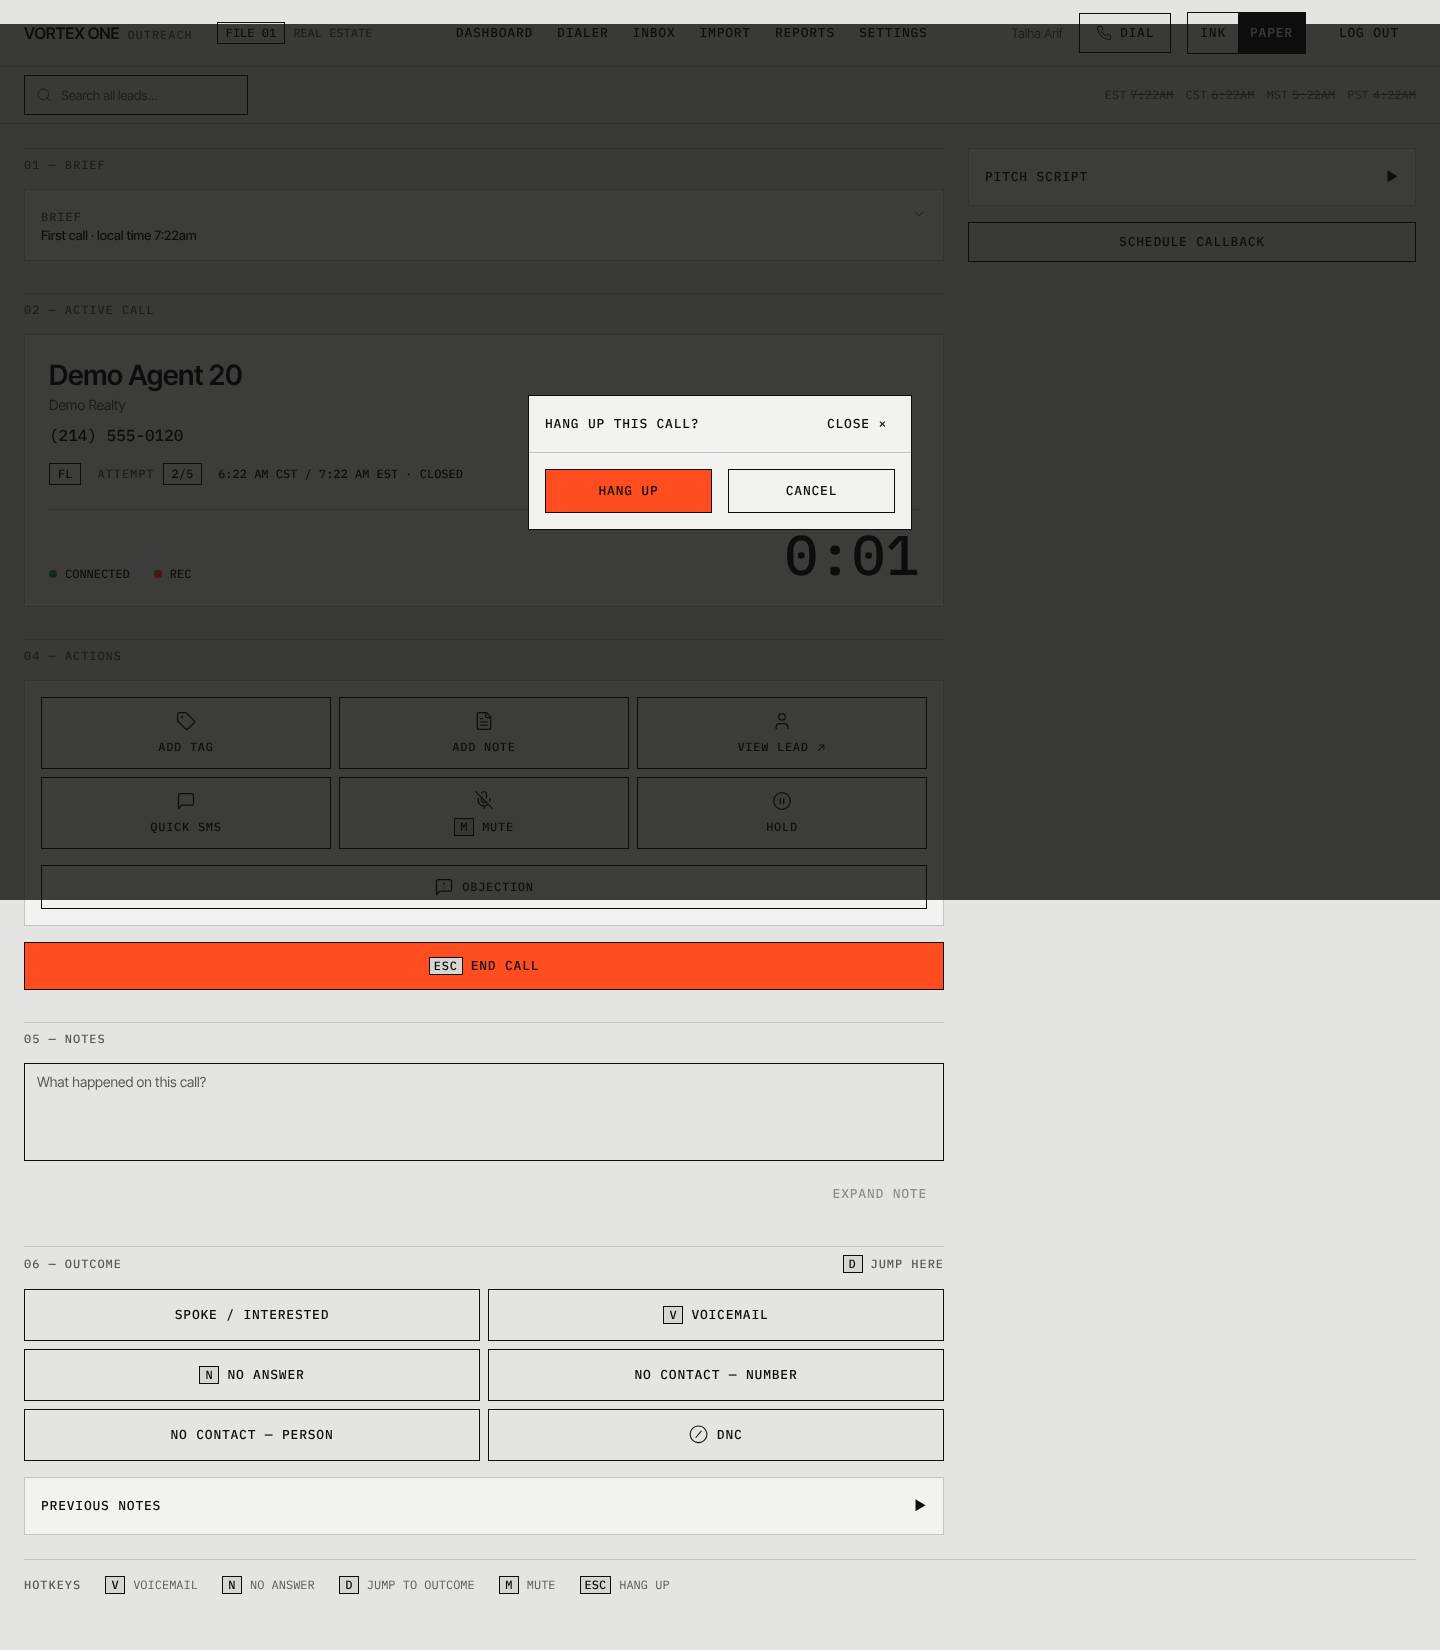 VORTEX ONE OUTREACH FILE 01 REAL ESTATE DASHBOARD DIALER INBOX IMPORT REPORTS SETTINGS Talha Arif DIAL INK PAPER LOG OUT
Search all leads... EST 7:22AM CST 6:22AM MST 5:22AM PST 4:22AM
01 — BRIEF
BRIEF
First call · local time 7:22am
PITCH SCRIPT
SCHEDULE CALLBACK
02 — ACTIVE CALL
Demo Agent 20
Demo Realty
(214) 555-0120
FL ATTEMPT 2/5 6:22 AM CST / 7:22 AM EST · CLOSED
HANG UP THIS CALL? CLOSE ×
HANG UP CANCEL
CONNECTED REC 0:01
04 — ACTIONS
ADD TAG ADD NOTE VIEW LEAD ↗
QUICK SMS M MUTE HOLD
OBJECTION
ESC END CALL
05 — NOTES
What happened on this call?
EXPAND NOTE
06 — OUTCOME D JUMP HERE
SPOKE / INTERESTED V VOICEMAIL
N NO ANSWER NO CONTACT — NUMBER
NO CONTACT — PERSON DNC
PREVIOUS NOTES
HOTKEYS V VOICEMAIL N NO ANSWER D JUMP TO OUTCOME M MUTE ESC HANG UP